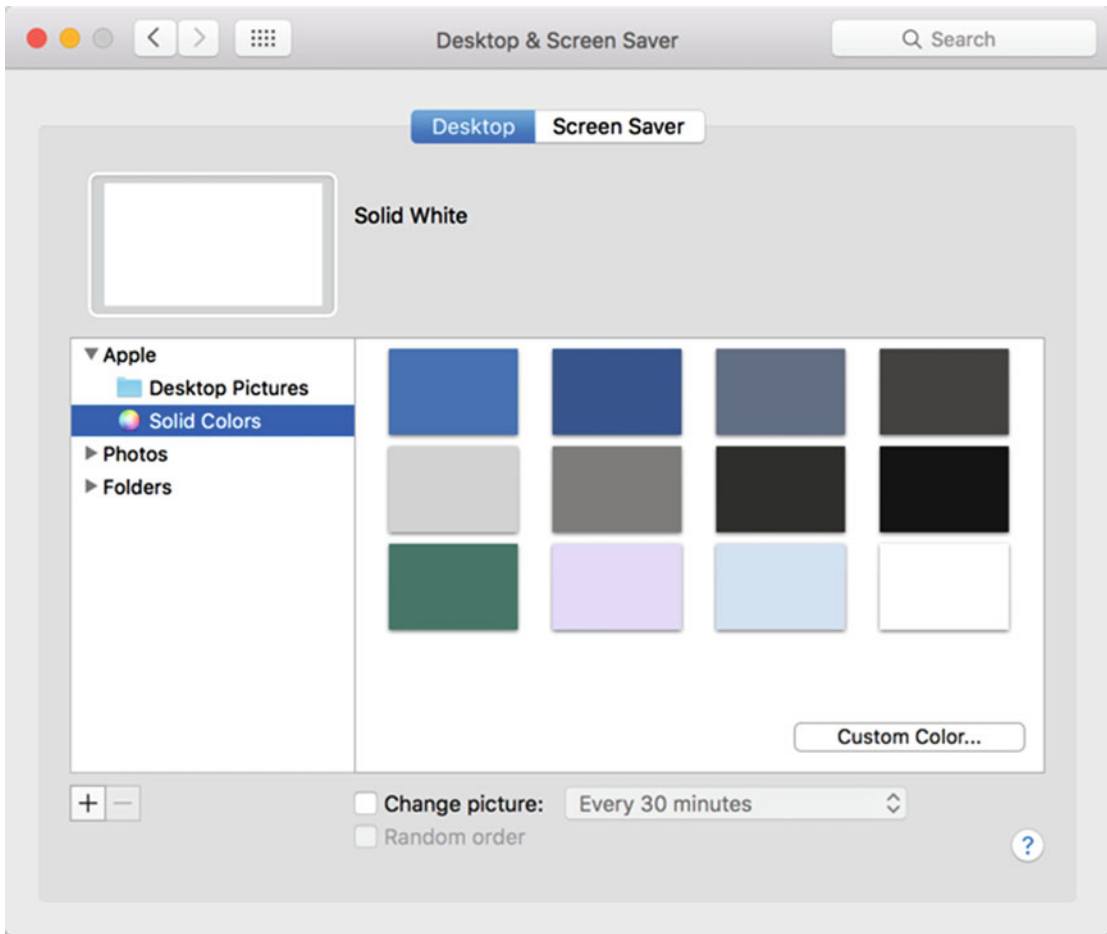 Desktop & Screen Saver
Search
Desktop
Screen Saver
Solid White
Apple
Desktop Pictures
Solid Colors
Photos
Folders
Custom Color...
Change picture:
Every 30 minutes
Random order
?